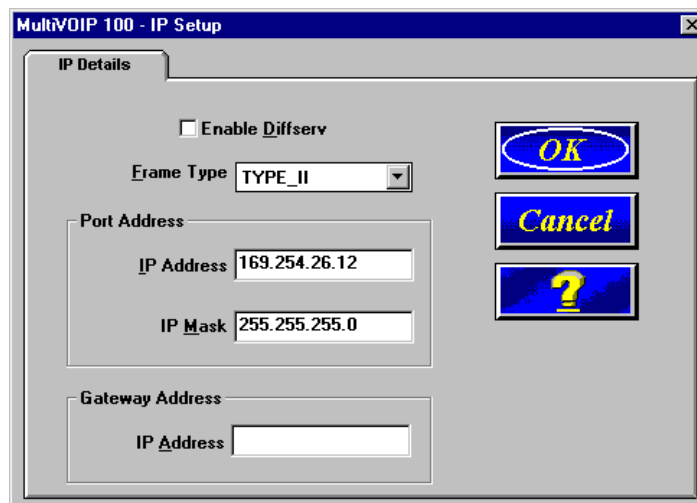 MultiVOIP 100 - IP Setup
IP Details
Enable Diffserv
Frame Type TYPE_II
Port Address
IP Address 169.254.26.12
IP Mask 255.255.255.0
Gateway Address
IP Address
OK
Cancel
?